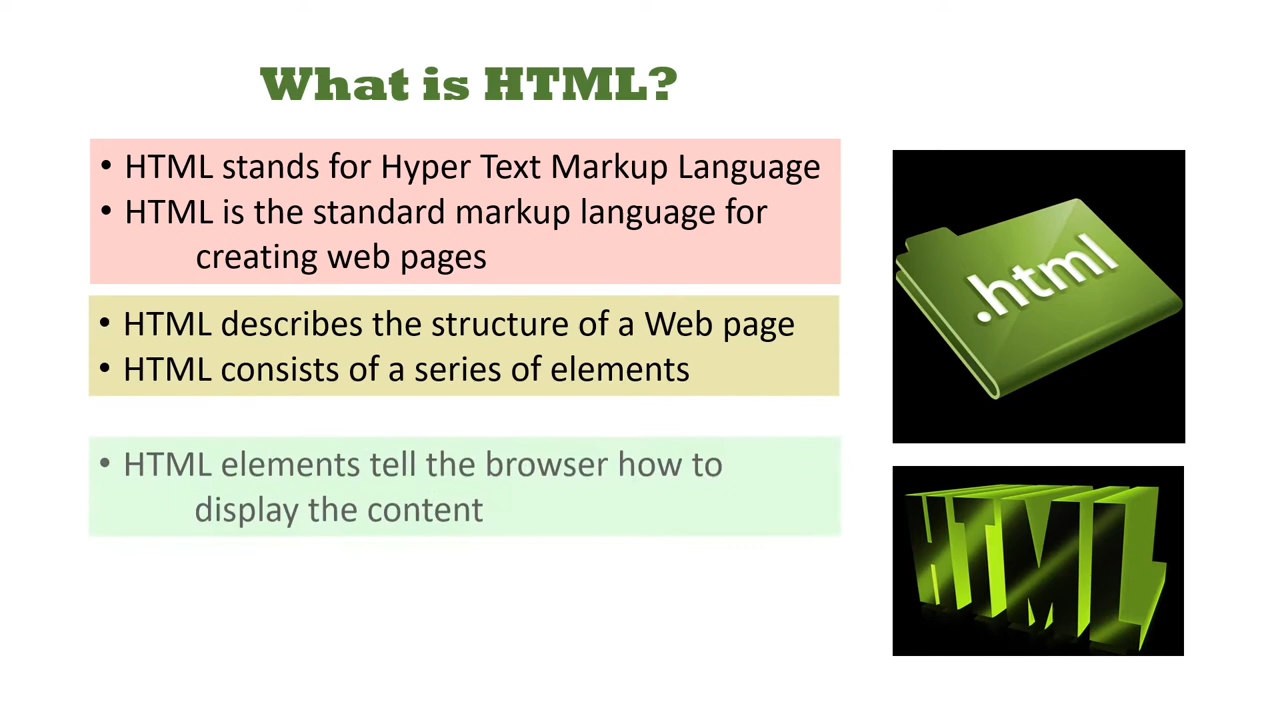 What is HTML?
• HTML stands for Hyper Text Markup Language
• HTML is the standard markup language for
creating web pages
• HTML describes the structure of a Web page
• HTML consists of a series of elements
• HTML elements tell the browser how to
display the content
.html
HTML